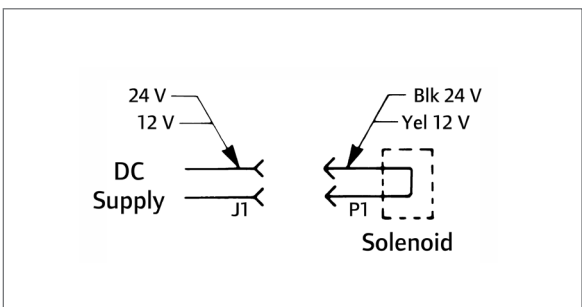 24 V
12 V
Blk 24 V
Yel 12 V
DC
Supply
J1
P1
Solenoid